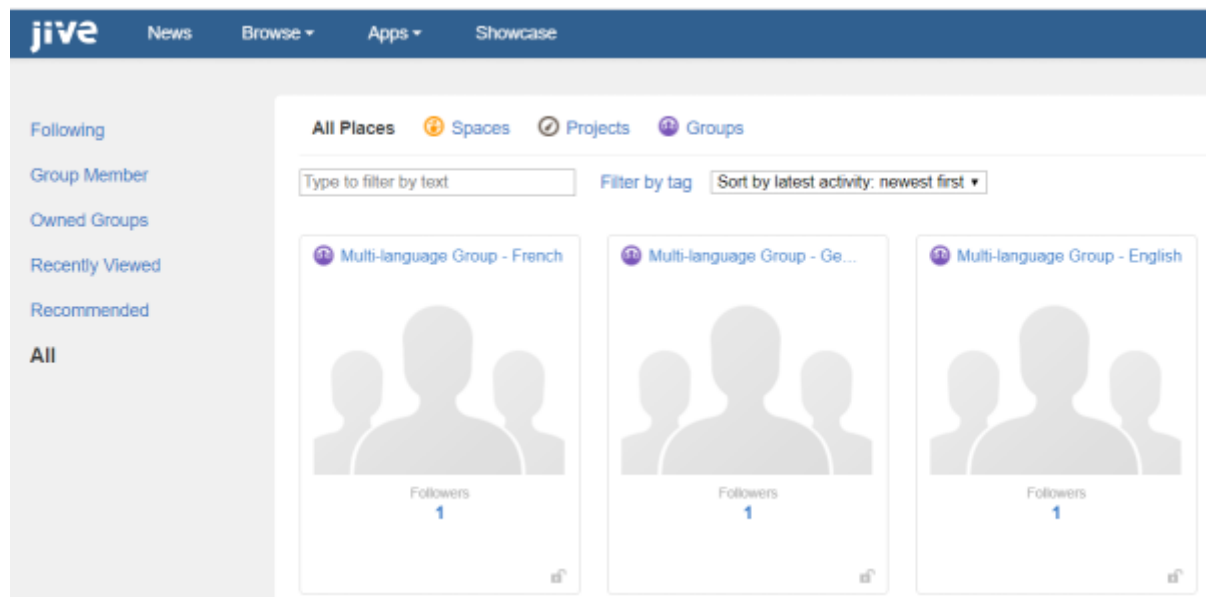 jive News Browse Apps Showcase
Following
Group Member
Owned Groups
Recently Viewed
Recommended
All
All Places Spaces Projects Groups
Type to filter by text Filter by tag Sort by latest activity: newest first
Multi-language Group - French
Followers
1
Multi-language Group - Ge...
Followers
1
Multi-language Group - English
Followers
1